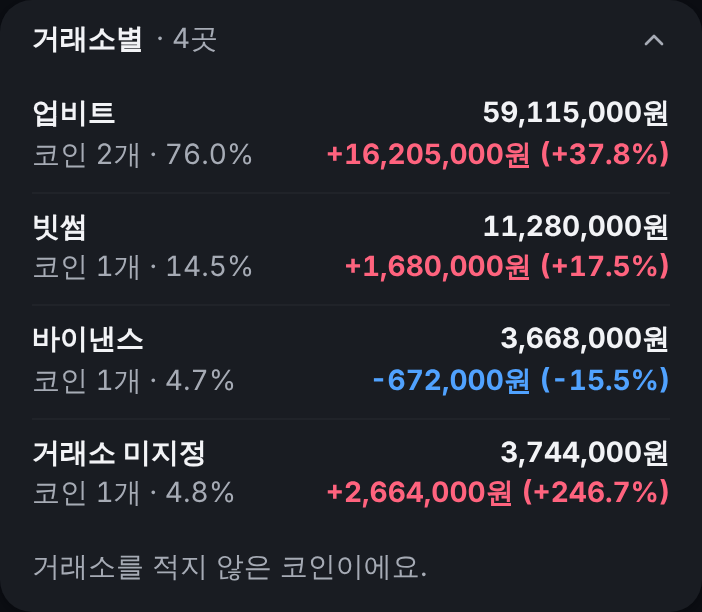 거래소별 · 4곳
업비트 59,115,000원
코인 2개 · 76.0% +16,205,000원 (+37.8%)
빗썸 11,280,000원
코인 1개 · 14.5% +1,680,000원 (+17.5%)
바이낸스 3,668,000원
코인 1개 · 4.7% -672,000원 (-15.5%)
거래소 미지정 3,744,000원
코인 1개 · 4.8% +2,664,000원 (+246.7%)
거래소를 적지 않은 코인이에요.